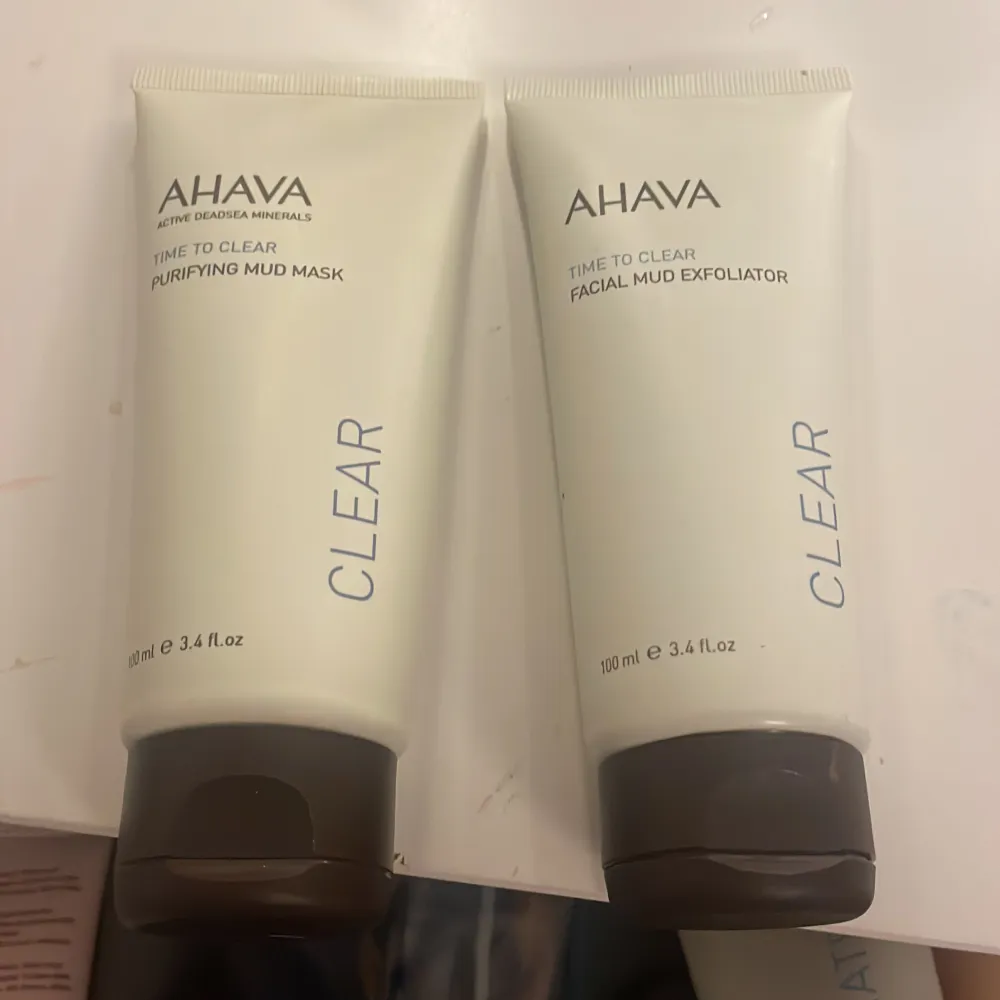 AHAVA
ACTIVE DEADSEA MINERALS
TIME TO CLEAR
PURIFYING MUD MASK
CLEAR
100 ml e 3.4 fl.oz
AHAVA
TIME TO CLEAR
FACIAL MUD EXFOLIATOR
CLEAR
100 ml e 3.4 fl.oz